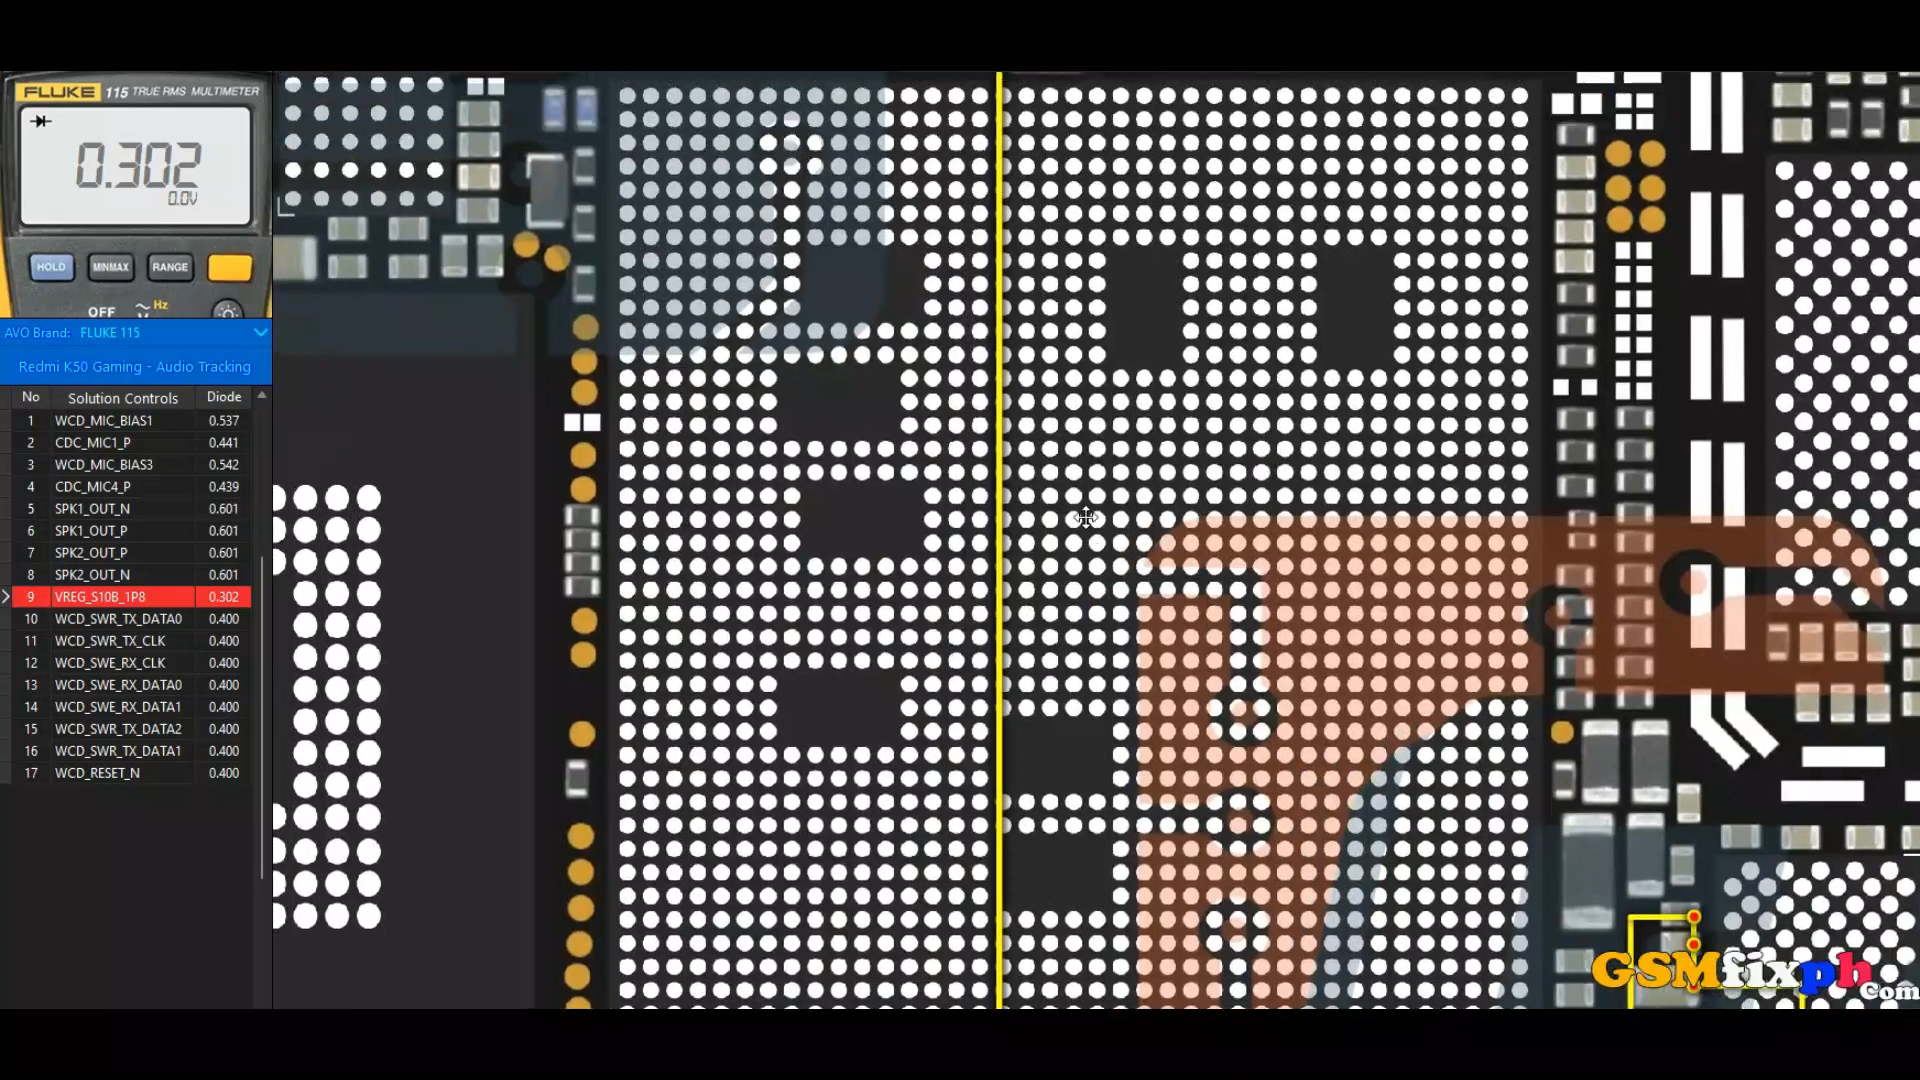 FLUKE 115 TRUE RMS MULTIMETER
0.302
0.0V
HOLD MINMAX RANGE
OFF V Hz
AVO Brand: FLUKE 115
Redmi K50 Gaming - Audio Tracking
No Solution Controls Diode
1 WCD_MIC_BIAS1 0.537
2 CDC_MIC1_P 0.441
3 WCD_MIC_BIAS3 0.542
4 CDC_MIC4_P 0.439
5 SPK1_OUT_N 0.601
6 SPK1_OUT_P 0.601
7 SPK2_OUT_P 0.601
8 SPK2_OUT_N 0.601
9 VREG_S10B_1P8 0.302
10 WCD_SWR_TX_DATA0 0.400
11 WCD_SWR_TX_CLK 0.400
12 WCD_SWE_RX_CLK 0.400
13 WCD_SWE_RX_DATA0 0.400
14 WCD_SWE_RX_DATA1 0.400
15 WCD_SWR_TX_DATA2 0.400
16 WCD_SWR_TX_DATA1 0.400
17 WCD_RESET_N 0.400
GSMfixph
Com